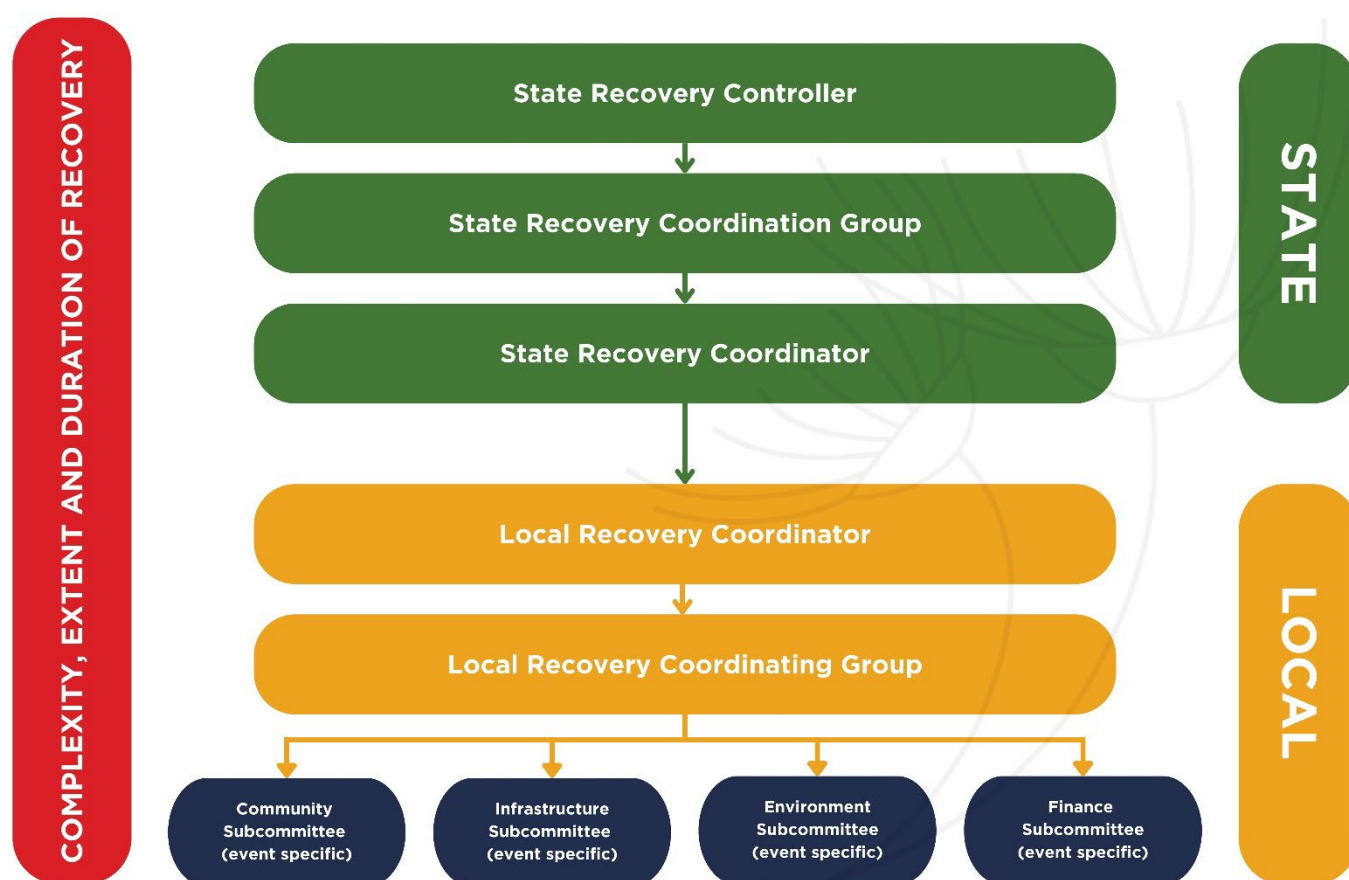 COMPLEXITY, EXTENT AND DURATION OF RECOVERY
State Recovery Controller
State Recovery Coordination Group
State Recovery Coordinator
STATE
Local Recovery Coordinator
Local Recovery Coordinating Group
LOCAL
Community
Subcommittee
(event specific)
Infrastructure
Subcommittee
(event specific)
Environment
Subcommittee
(event specific)
Finance
Subcommittee
(event specific)